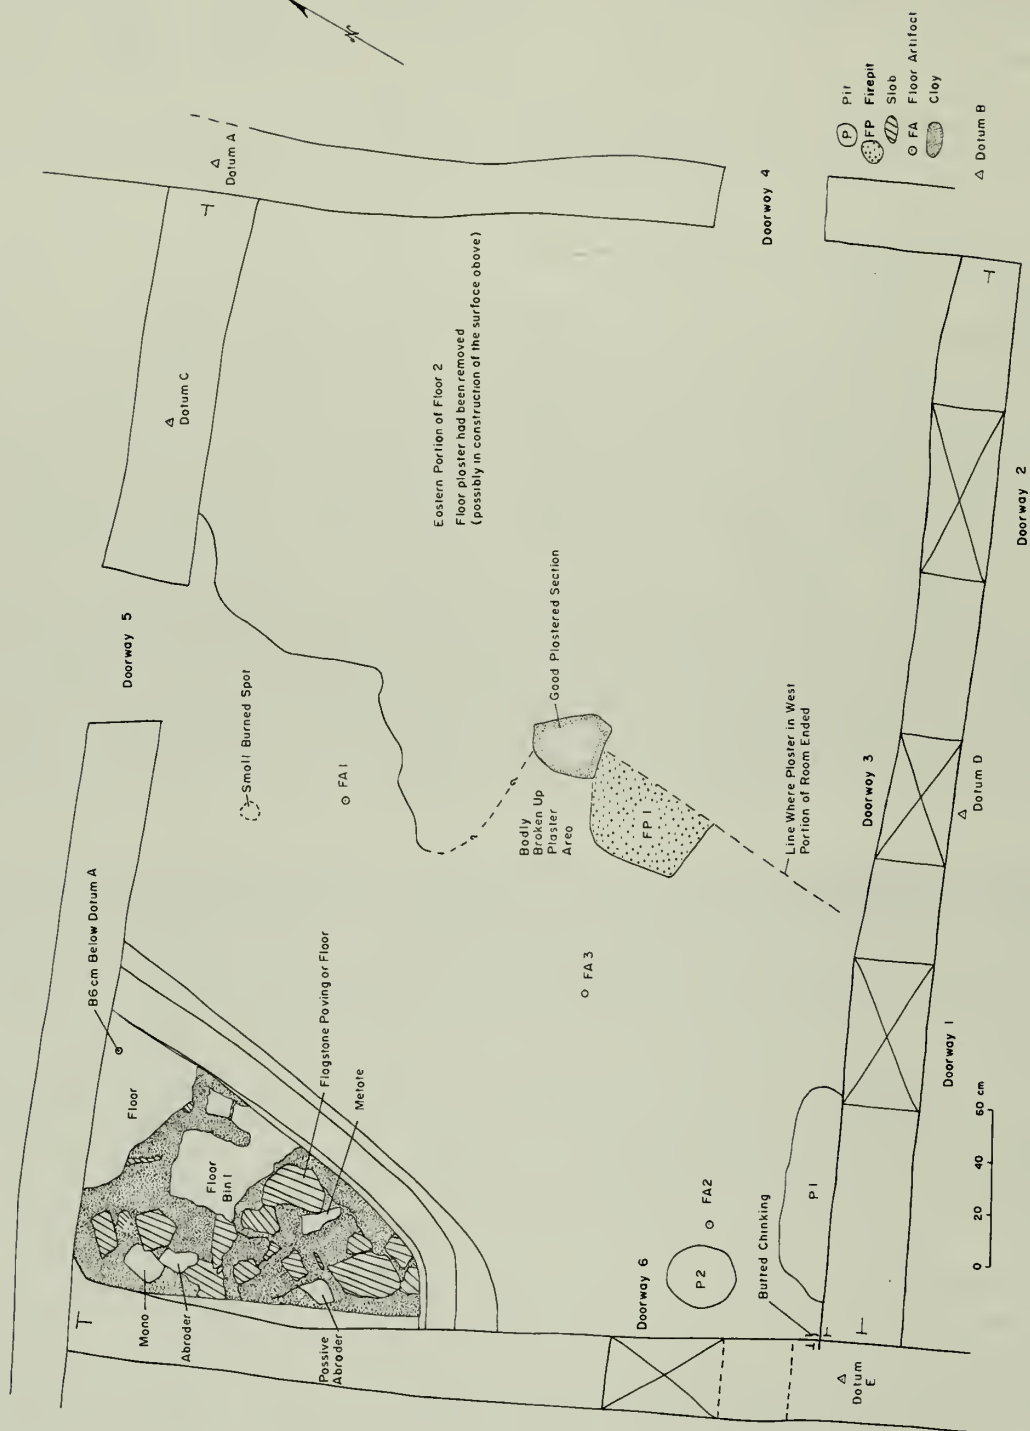 N
Datum A
Datum C
T
Doorway 5
Small Burned Spot
FA 1
86cm Below Datum A
Floor
Floor
Bin 1
Flagstone Paving or Floor
Metate
Mano
Abrader
Passive
Abrader
T
Eastern Portion of Floor 2
Floor plaster had been removed
(possibly in construction of the surface above)
Good Plastered Section
Badly
Broken Up
Plaster
Area
FP 1
Line Where Plaster in West
Portion of Room Ended
FA 3
FA2
P2
P1
Butted Chinking
Doorway 6
Datum
E
Doorway 1
Doorway 3
Datum D
Doorway 2
T
Doorway 4
Datum B
P Pit
FP Firepit
Slab
FA Floor Artifact
Clay
0 20 40 60 cm